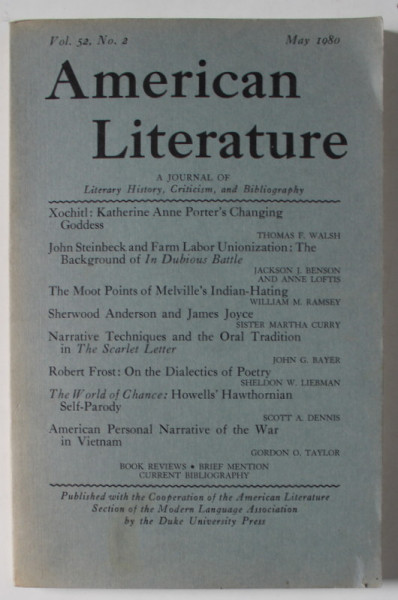 Vol. 52, No. 2 May 1980
American
Literature
A JOURNAL OF
Literary History, Criticism, and Bibliography
Xochitl: Katherine Anne Porter's Changing
Goddess
THOMAS F. WALSH
John Steinbeck and Farm Labor Unionization: The
Background of In Dubious Battle
JACKSON J. BENSON
AND ANNE LOFTIS
The Moot Points of Melville's Indian-Hating
WILLIAM M. RAMSEY
Sherwood Anderson and James Joyce
SISTER MARTHA CURRY
Narrative Techniques and the Oral Tradition
in The Scarlet Letter
JOHN G. BAYER
Robert Frost: On the Dialectics of Poetry
SHELDON W. LIEBMAN
The World of Chance: Howells' Hawthornian
Self-Parody
SCOTT A. DENNIS
American Personal Narrative of the War
in Vietnam
GORDON O. TAYLOR
BOOK REVIEWS • BRIEF MENTION
CURRENT BIBLIOGRAPHY
Published with the Cooperation of the American Literature
Section of the Modern Language Association
by the Duke University Press